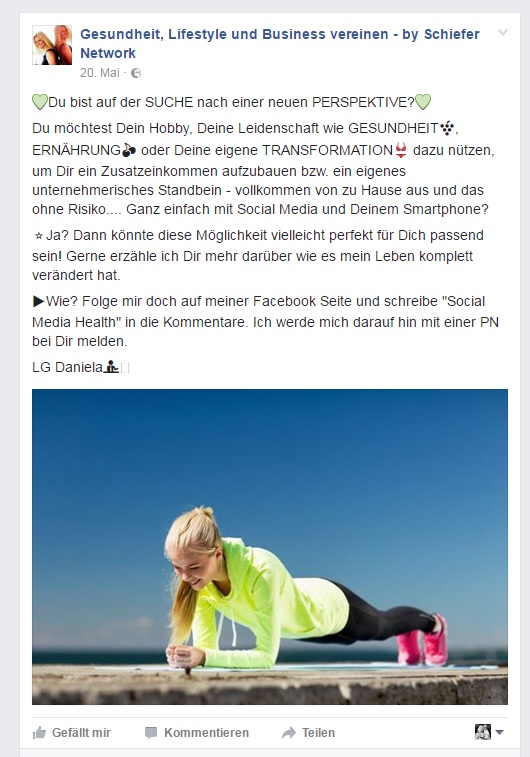 Gesundheit, Lifestyle und Business vereinen - by Schiefer
Network
20. Mai ·
Du bist auf der SUCHE nach einer neuen PERSPEKTIVE?
Du möchtest Dein Hobby, Deine Leidenschaft wie GESUNDHEIT🍇,
ERNÄHRUNG🍒 oder Deine eigene TRANSFORMATION👙 dazu nützen,
um Dir ein Zusatzeinkommen aufzubauen bzw. ein eigenes
unternehmerisches Standbein - vollkommen von zu Hause aus und das
ohne Risiko.... Ganz einfach mit Social Media und Deinem Smartphone?
⭐Ja? Dann könnte diese Möglichkeit vielleicht perfekt für Dich passend
sein! Gerne erzähle ich Dir mehr darüber wie es mein Leben komplett
verändert hat.
▶Wie? Folge mir doch auf meiner Facebook Seite und schreibe "Social
Media Health" in die Kommentare. Ich werde mich darauf hin mit einer PN
bei Dir melden.
LG Daniela
Gefällt mir Kommentieren Teilen